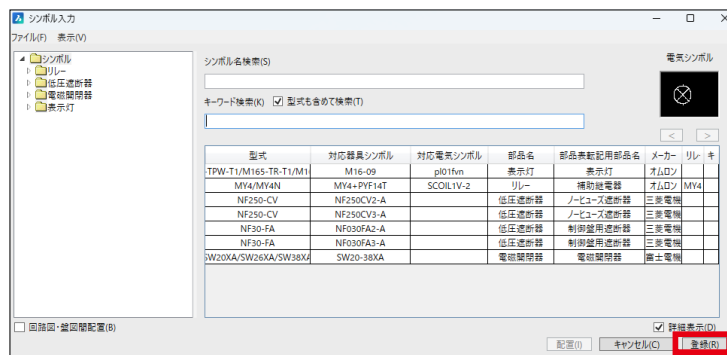 シンボル入力
ファイル(F) 表示(V)
シンボル
リレー
低圧遮断器
電磁開閉器
表示灯
シンボル名検索(S)
キーワード検索(K) 型式も含めて検索(T)
電気シンボル
< >
型式 対応器具シンボル 対応電気シンボル 部品名 部品表転記用部品名 メーカー リレ キ
-TPW-T1/M165-TR-T1/M1 M16-09 pl01fvn 表示灯 表示灯 オムロン
MY4/MY4N MY4+PYF14T SCOIL1V-2 リレー 補助継電器 オムロン MY4
NF250-CV NF250CV2-A 低圧遮断器 ノーヒューズ遮断器 三菱電機
NF250-CV NF250CV3-A 低圧遮断器 ノーヒューズ遮断器 三菱電機
NF30-FA NF030FA2-A 低圧遮断器 制御盤用遮断器 三菱電機
NF30-FA NF030FA3-A 低圧遮断器 制御盤用遮断器 三菱電機
SW20XA/SW26XA/SW38XA SW20-38XA 電磁開閉器 電磁開閉器 富士電機
回路図・盤図間配置(B) 詳細表示(D)
配置(I) キャンセル(C) 登録(R)